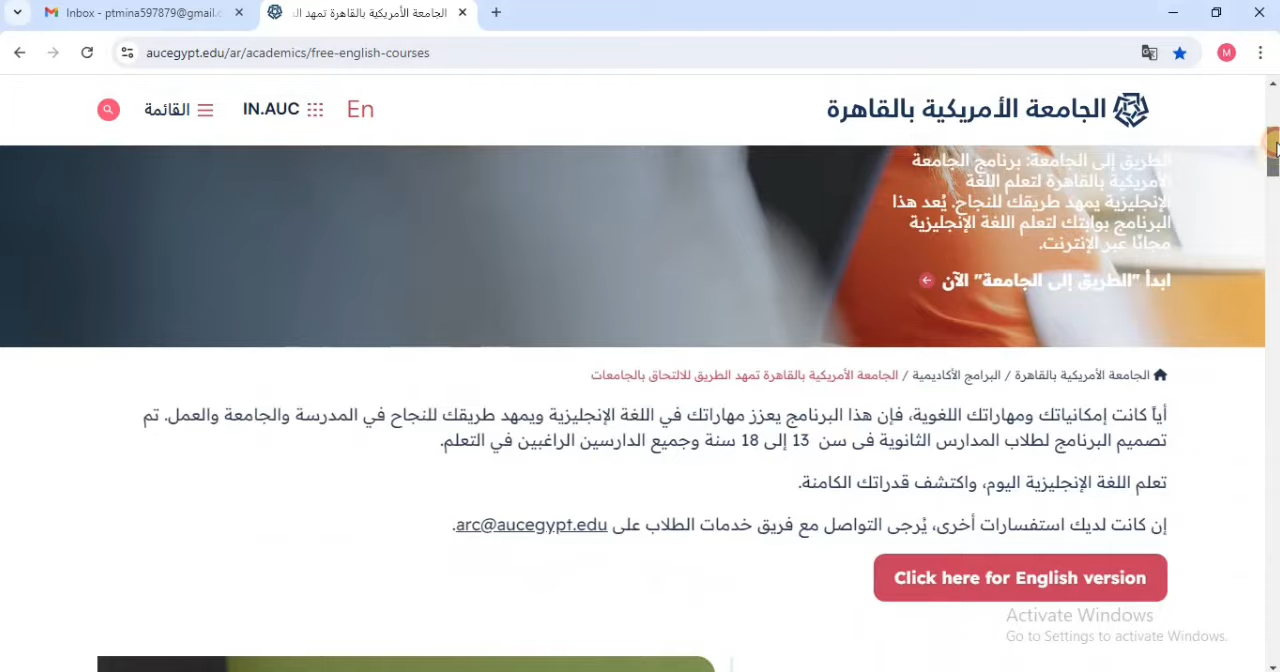 Inbox - ptmina597879@gmail.c
الجامعة الأمريكية بالقاهرة تمهد ال
aucegypt.edu/ar/academics/free-english-courses
M
الجامعة الأمريكية بالقاهرة
القائمة
IN.AUC
En
الطريق إلى الجامعة: برنامج الجامعة
الأمريكية بالقاهرة لتعلم اللغة
الإنجليزية يمهد طريقك للنجاح. يُعد هذا
البرنامج بوابتك لتعلم اللغة الإنجليزية
مجانًا عبر الإنترنت.
ابدأ "الطريق إلى الجامعة" الآن
الجامعة الأمريكية بالقاهرة / البرامج الأكاديمية / الجامعة الأمريكية بالقاهرة تمهد الطريق للالتحاق بالجامعات
أياً كانت إمكانياتك ومهاراتك اللغوية، فإن هذا البرنامج يعزز مهاراتك في اللغة الإنجليزية ويمهد طريقك للنجاح في المدرسة والجامعة والعمل. تم
تصميم البرنامج لطلاب المدارس الثانوية فى سن 13 إلى 18 سنة وجميع الدارسين الراغبين في التعلم.
تعلم اللغة الإنجليزية اليوم، واكتشف قدراتك الكامنة.
إن كانت لديك استفسارات أخرى، يُرجى التواصل مع فريق خدمات الطلاب على arc@aucegypt.edu.
Click here for English version
Activate Windows
Go to Settings to activate Windows.